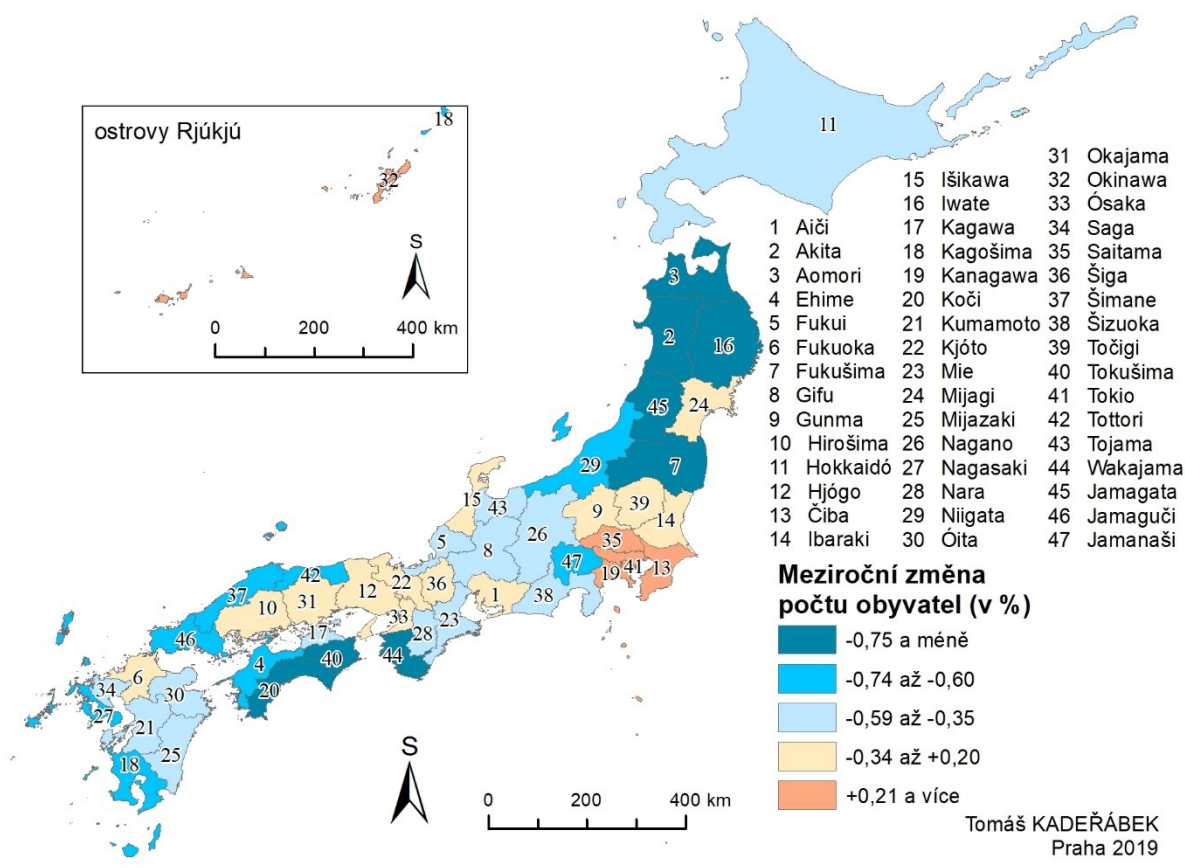 ostrovy Rjúkjú
18
32
S
0 200 400 km
11
3
2
16
45
24
29
7
15
43
26
9
39
14
5
8
47
35
19
41
13
42
37
12
22
36
1
38
10
31
33
23
46
17
28
4
40
44
20
6
34
30
27
21
25
18
S
0 200 400 km
1 Aiči
2 Akita
3 Aomori
4 Ehime
5 Fukui
6 Fukuoka
7 Fukušima
8 Gifu
9 Gunma
10 Hirošima
11 Hokkaidó
12 Hjógo
13 Čiba
14 Ibaraki
15 Išikawa
16 Iwate
17 Kagawa
18 Kagošima
19 Kanagawa
20 Koči
21 Kumamoto
22 Kjóto
23 Mie
24 Mijagi
25 Mijazaki
26 Nagano
27 Nagasaki
28 Nara
29 Niigata
30 Óita
31 Okajama
32 Okinawa
33 Ósaka
34 Saga
35 Saitama
36 Šiga
37 Šimane
38 Šizuoka
39 Točigi
40 Tokušima
41 Tokio
42 Tottori
43 Tojama
44 Wakajama
45 Jamagata
46 Jamaguči
47 Jamanaši
Meziroční změna
počtu obyvatel (v %)
-0,75 a méně
-0,74 až -0,60
-0,59 až -0,35
-0,34 až +0,20
+0,21 a více
Tomáš KADEŘÁBEK
Praha 2019